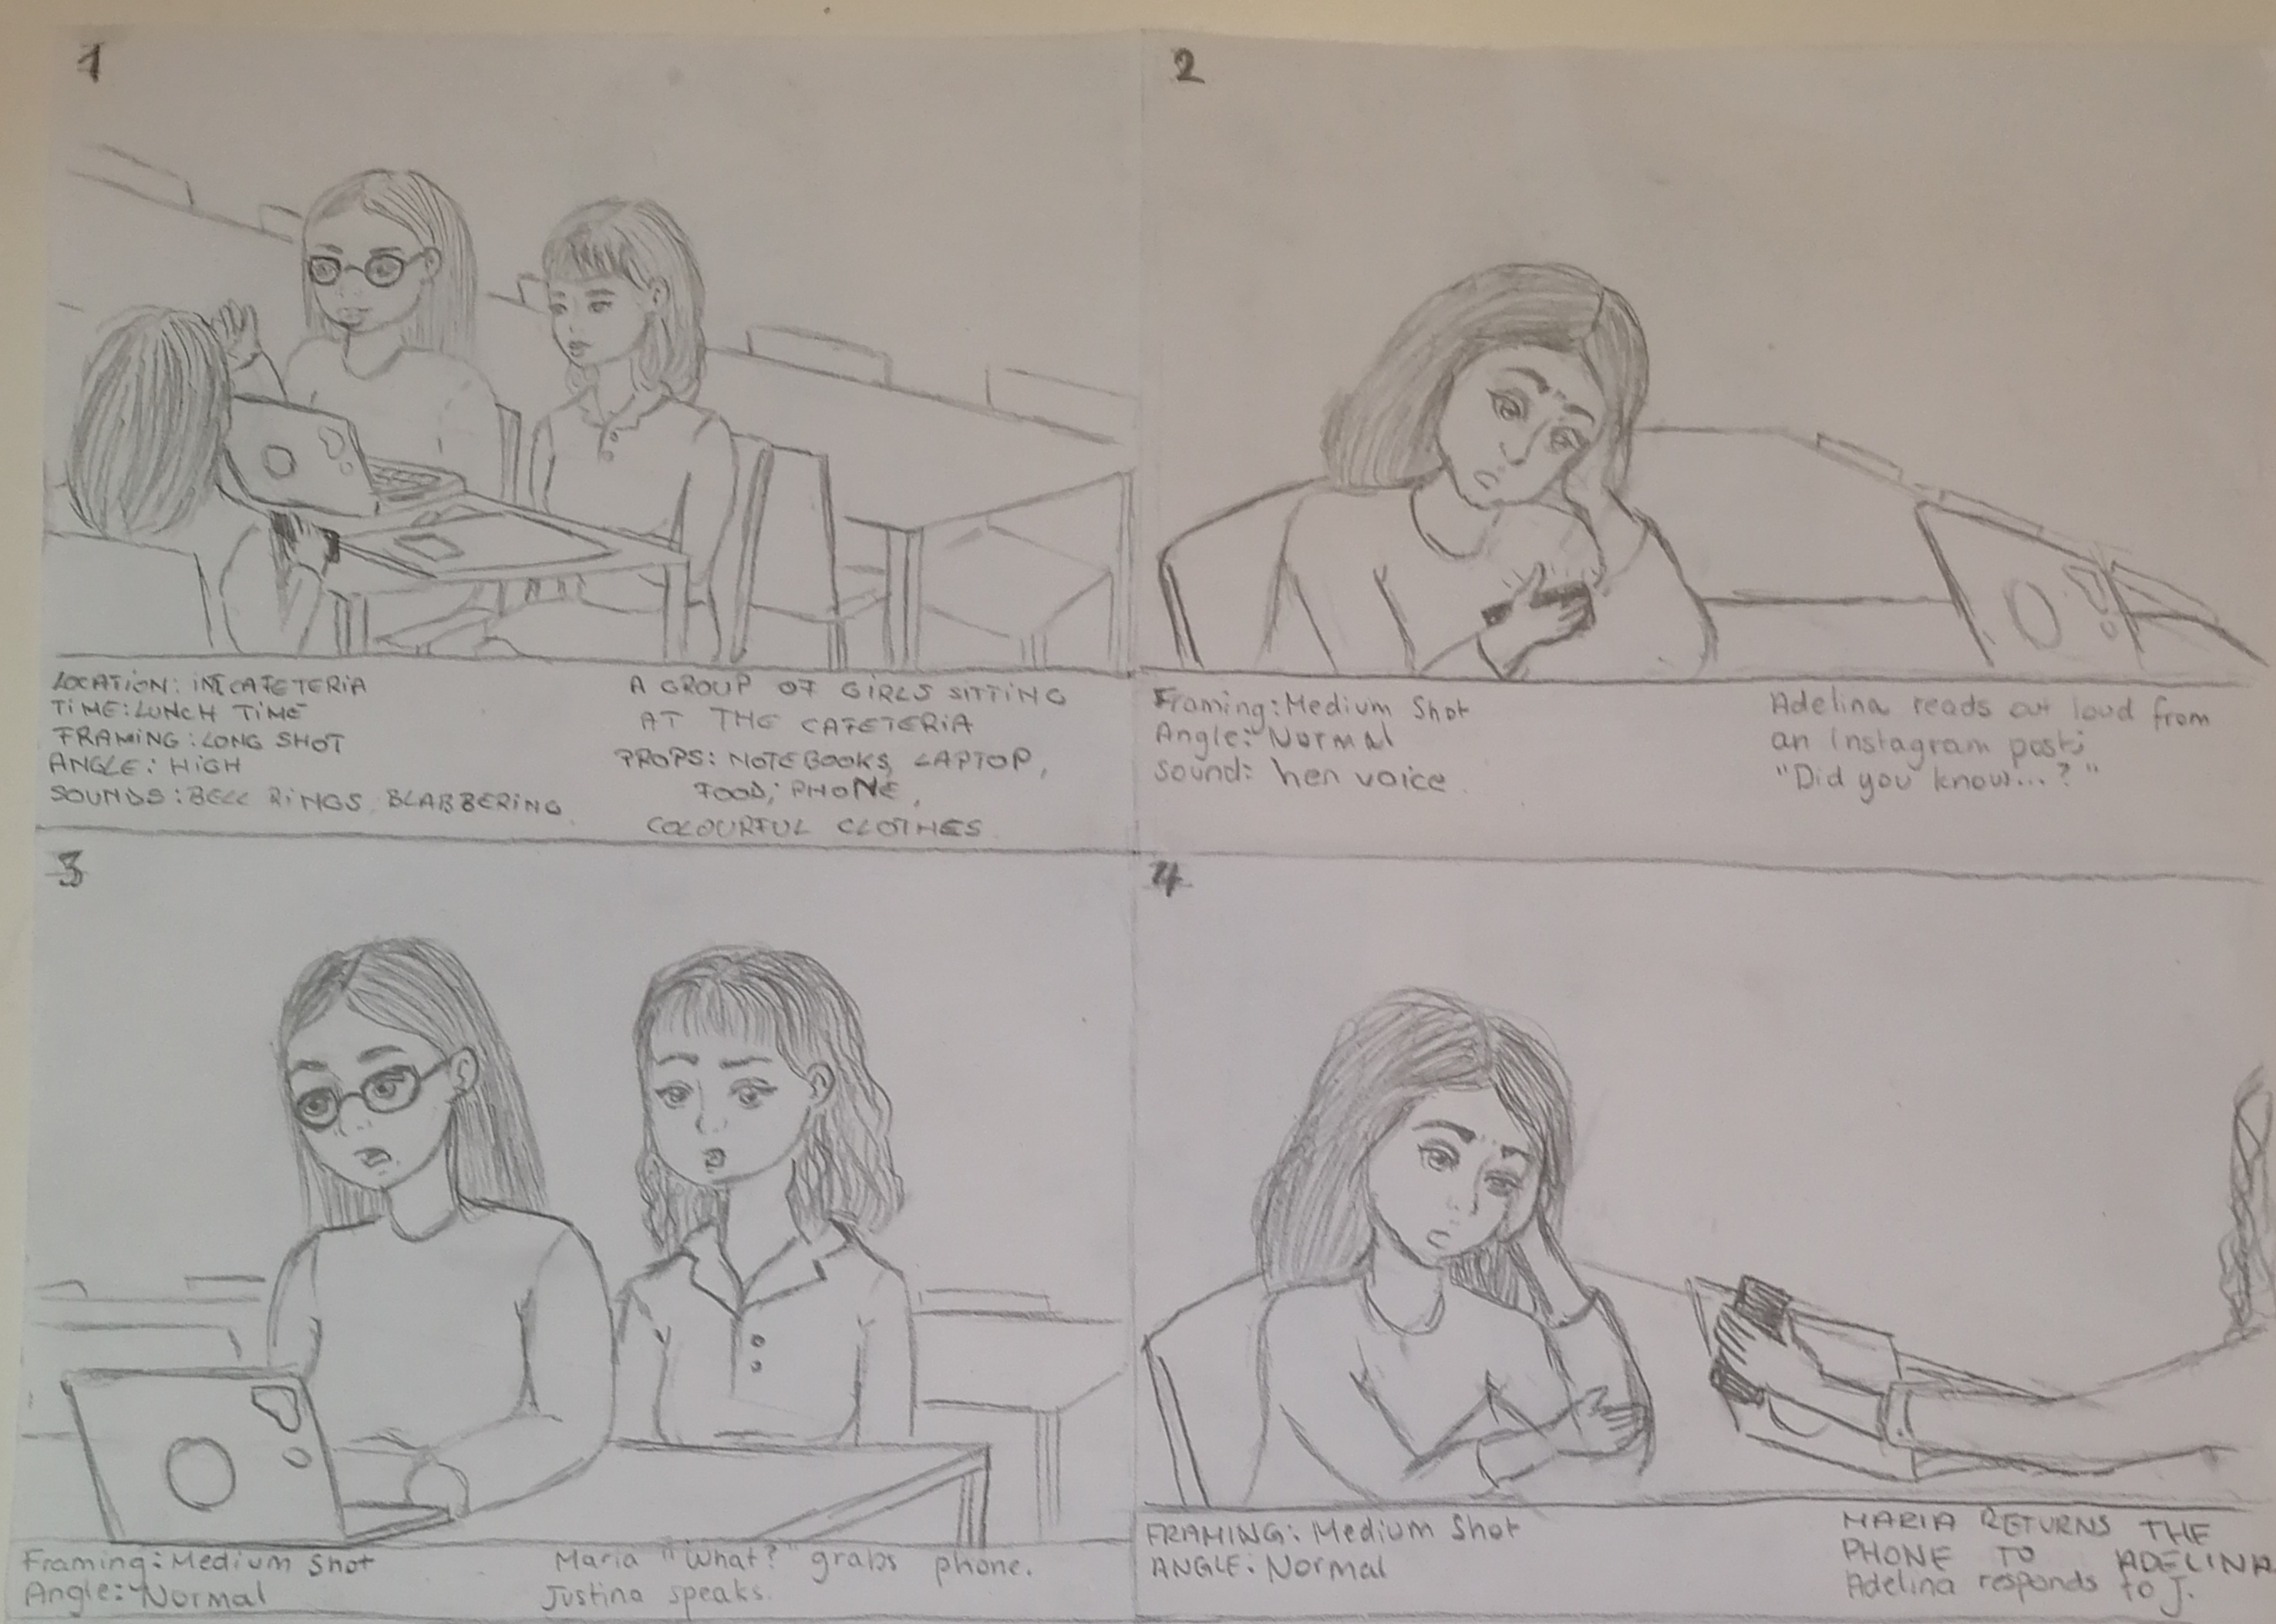 1
LOCATION: INT. CAFETERIA
TIME: LUNCH TIME
FRAMING: LONG SHOT
ANGLE: HIGH
SOUNDS: BELL RINGS, BLABBERING.
A GROUP OF GIRLS SITTING
AT THE CAFETERIA
PROPS: NOTEBOOKS, LAPTOP,
FOOD, PHONE,
COLOURFUL CLOTHES
2
Framing: Medium Shot
Angle: Normal
Sound: her voice.
Adelina reads out loud from
an Instagram post:
"Did you know...?"
3
Framing: Medium Shot
Angle: Normal
Maria "What?" grabs phone.
Justina speaks.
4
FRAMING: Medium Shot
ANGLE: Normal
MARIA RETURNS THE
PHONE TO ADELINA
Adelina responds to J.